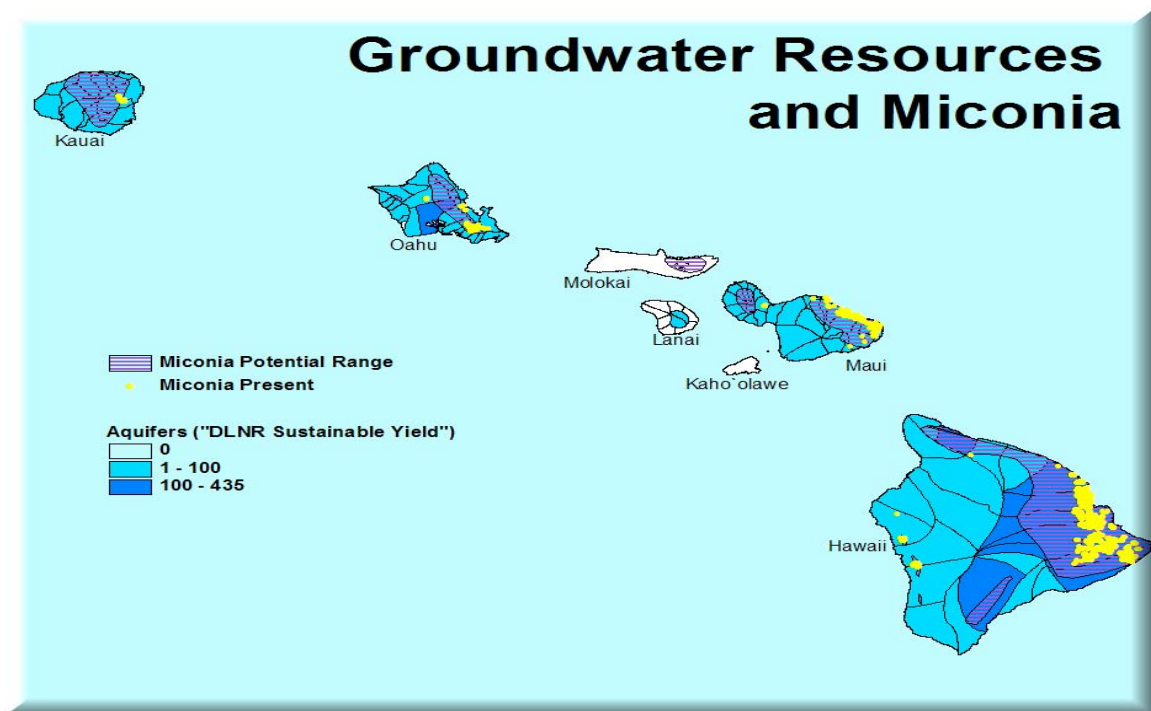 Groundwater Resources
and Miconia
Kauai
Oahu
Molokai
Lanai
Maui
Kaho`olawe
Miconia Potential Range
Miconia Present
Aquifers ("DLNR Sustainable Yield")
0
1 - 100
100 - 435
Hawaii